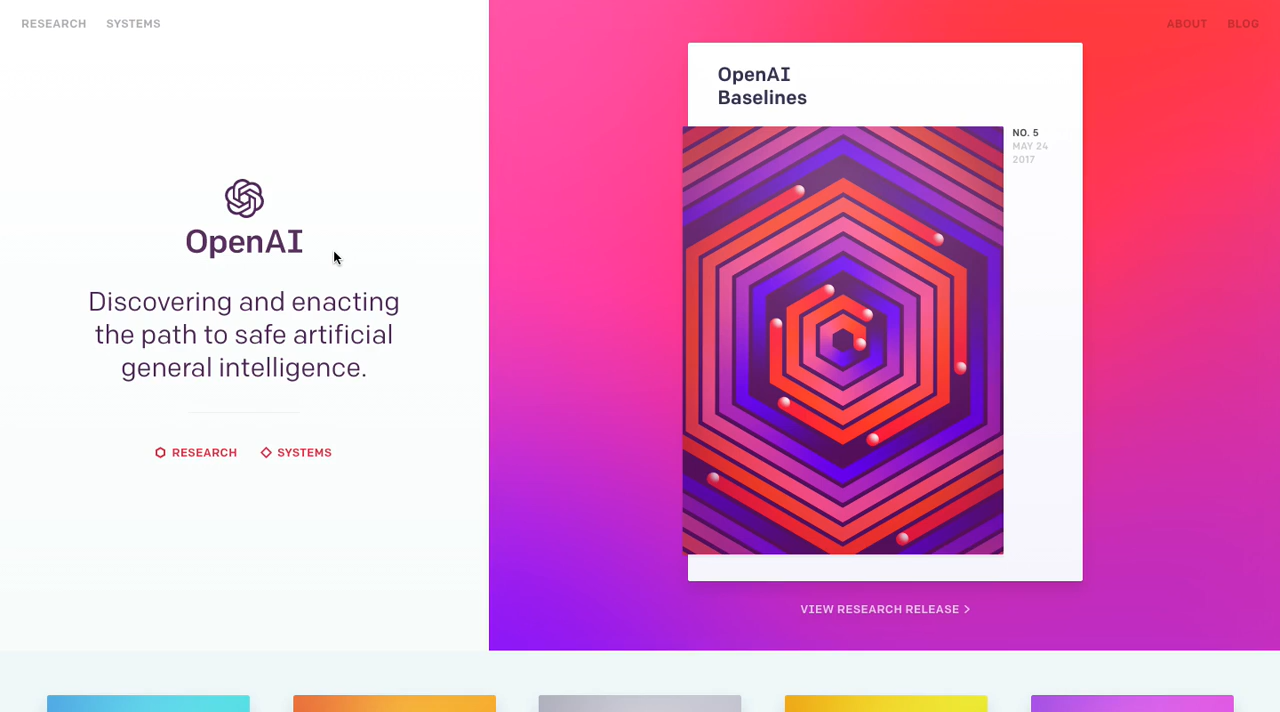 RESEARCH SYSTEMS
ABOUT BLOG
OpenAI
Discovering and enacting
the path to safe artificial
general intelligence.
RESEARCH SYSTEMS
OpenAI
Baselines
NO. 5
MAY 24
2017
VIEW RESEARCH RELEASE >